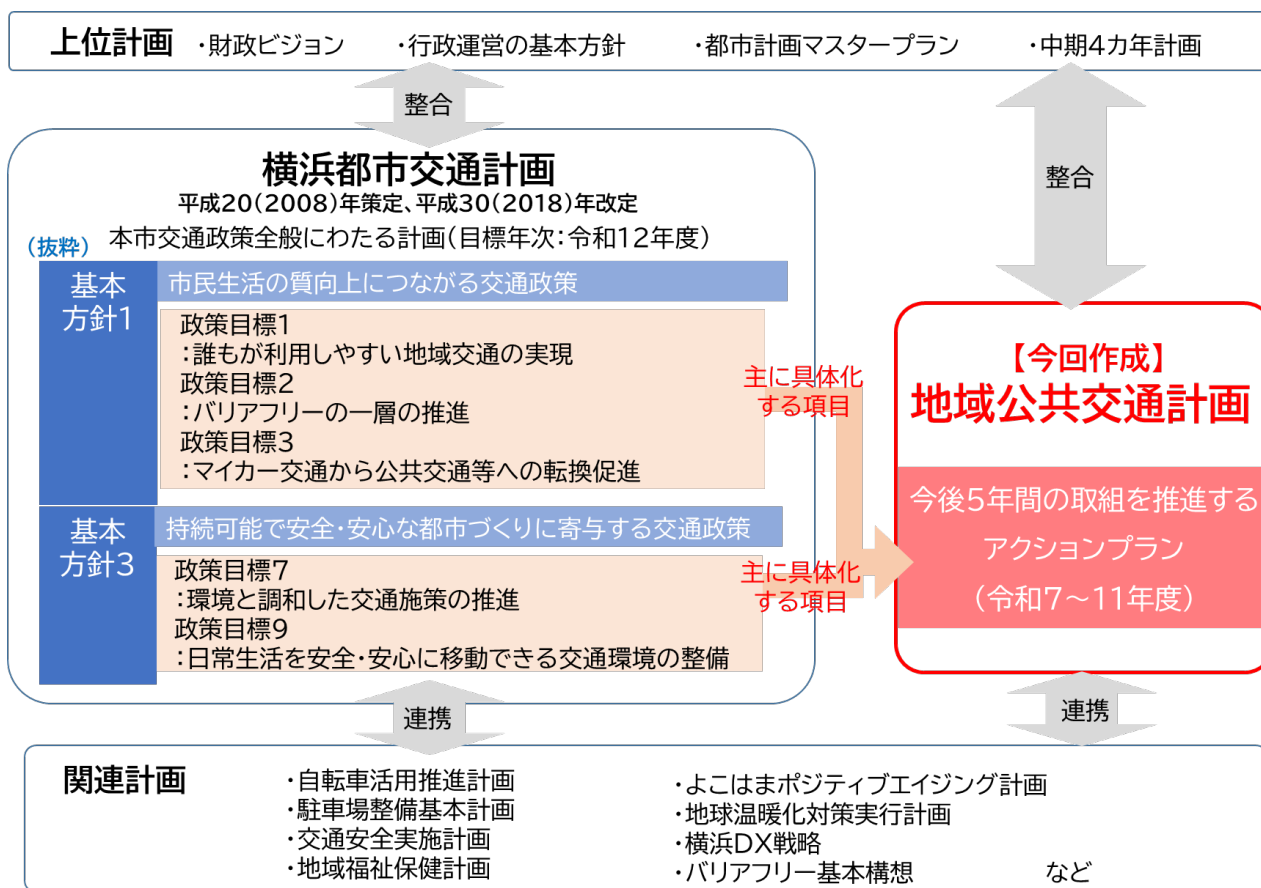 上位計画 ・財政ビジョン ・行政運営の基本方針 ・都市計画マスタープラン ・中期4カ年計画
整合
整合
横浜都市交通計画
平成20(2008)年策定、平成30(2018)年改定
本市交通政策全般にわたる計画(目標年次:令和12年度)
(抜粋)
基本
方針1
市民生活の質向上につながる交通政策
政策目標1
:誰もが利用しやすい地域交通の実現
政策目標2
:バリアフリーの一層の推進
政策目標3
:マイカー交通から公共交通等への転換促進
主に具体化
する項目
基本
方針3
持続可能で安全・安心な都市づくりに寄与する交通政策
政策目標7
:環境と調和した交通施策の推進
政策目標9
:日常生活を安全・安心に移動できる交通環境の整備
主に具体化
する項目
【今回作成】
地域公共交通計画
今後5年間の取組を推進する
アクションプラン
(令和7~11年度)
連携
連携
関連計画
・自転車活用推進計画
・駐車場整備基本計画
・交通安全実施計画
・地域福祉保健計画
・よこはまポジティブエイジング計画
・地球温暖化対策実行計画
・横浜DX戦略
・バリアフリー基本構想 など